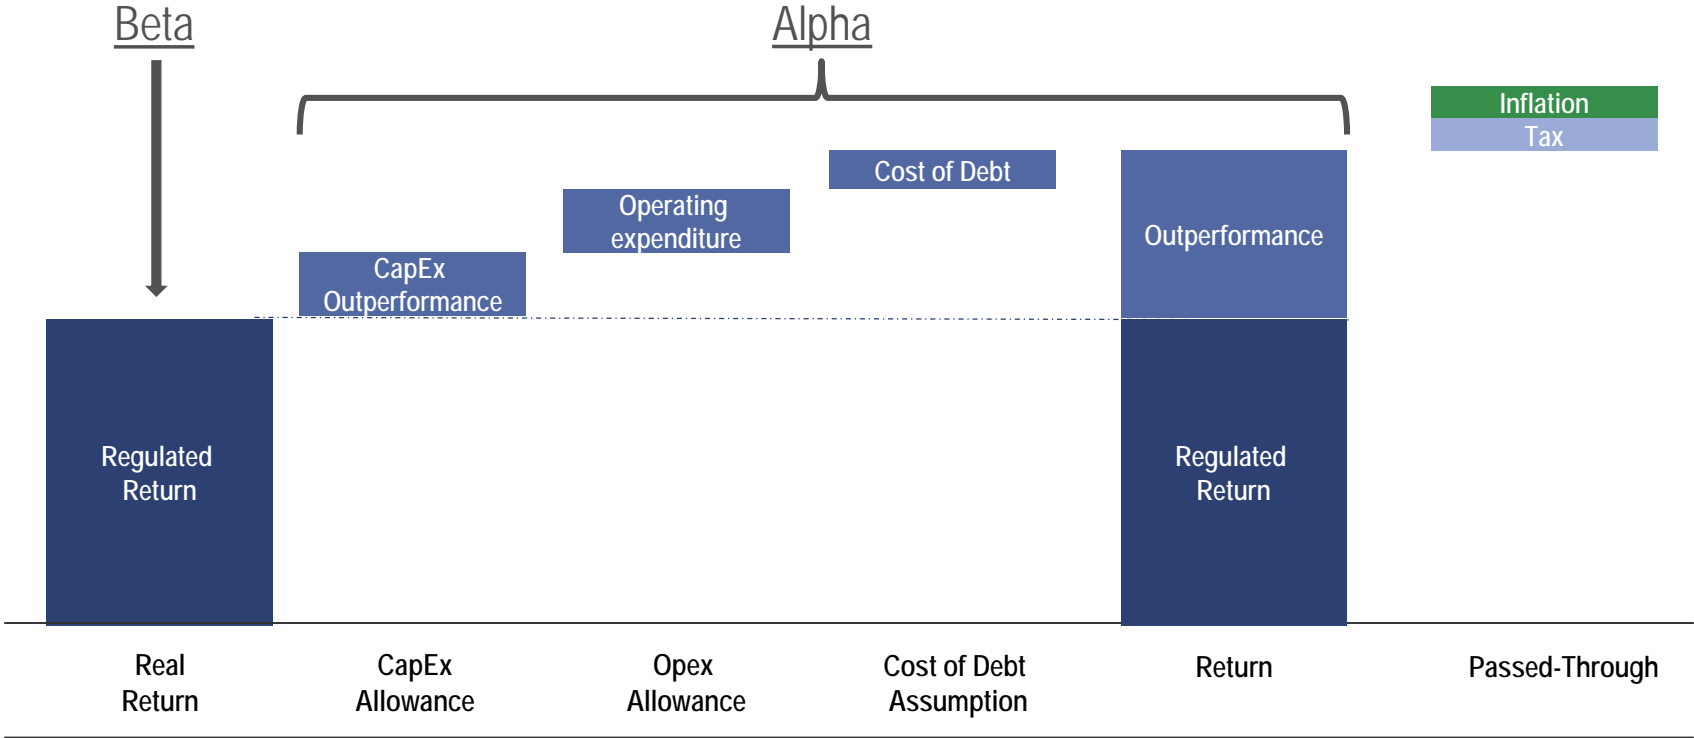 Beta
Alpha
Inflation
Tax
Cost of Debt
Operating
expenditure
Outperformance
CapEx
Outperformance
Regulated
Return
Regulated
Return
Real
Return
CapEx
Allowance
Opex
Allowance
Cost of Debt
Assumption
Return
Passed-Through